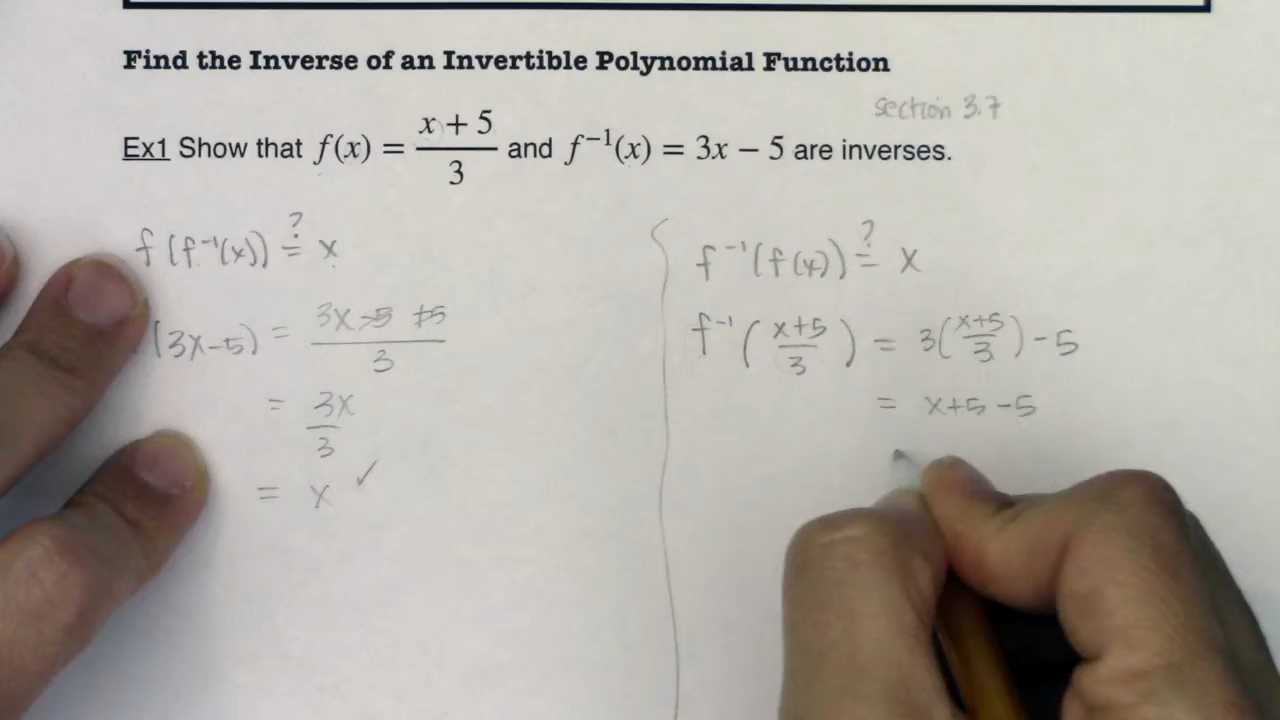 Find the Inverse of an Invertible Polynomial Function
section 3.7
Ex1 Show that f(x) = (x + 5)/3 and f⁻¹(x) = 3x − 5 are inverses.
f(f⁻¹(x)) ≟ x
(3x-5) = (3x-5+5)/3
= 3x/3
= x ✓
f⁻¹(f(x)) ≟ x
f⁻¹((x+5)/3) = 3((x+5)/3) - 5
= x+5-5